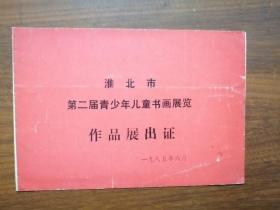 淮北市
第二届青少年儿童书画展览
作品展出证
一九八五年六月